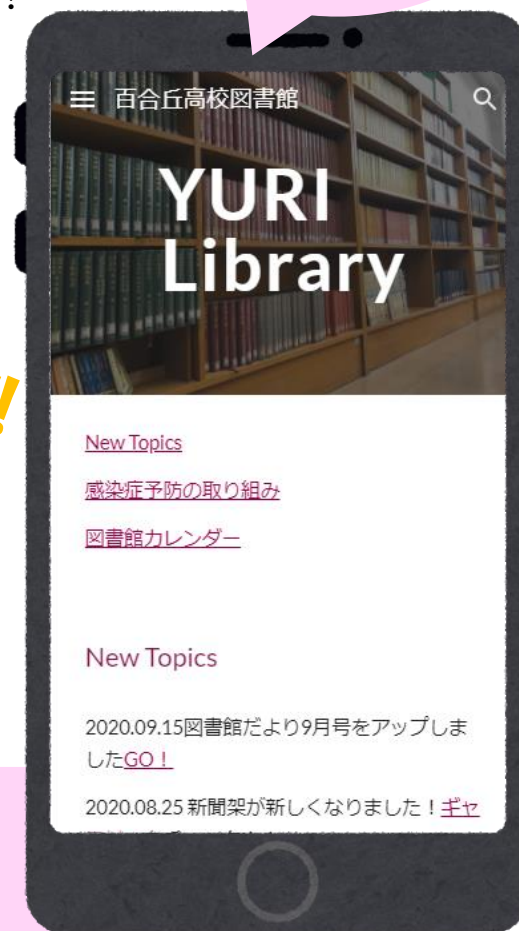 百合丘高校図書館
YURI
Library
New Topics
感染症予防の取り組み
図書館カレンダー
New Topics
2020.09.15図書館だより9月号をアップしま
したGO！
2020.08.25 新聞架が新しくなりました！ギャ